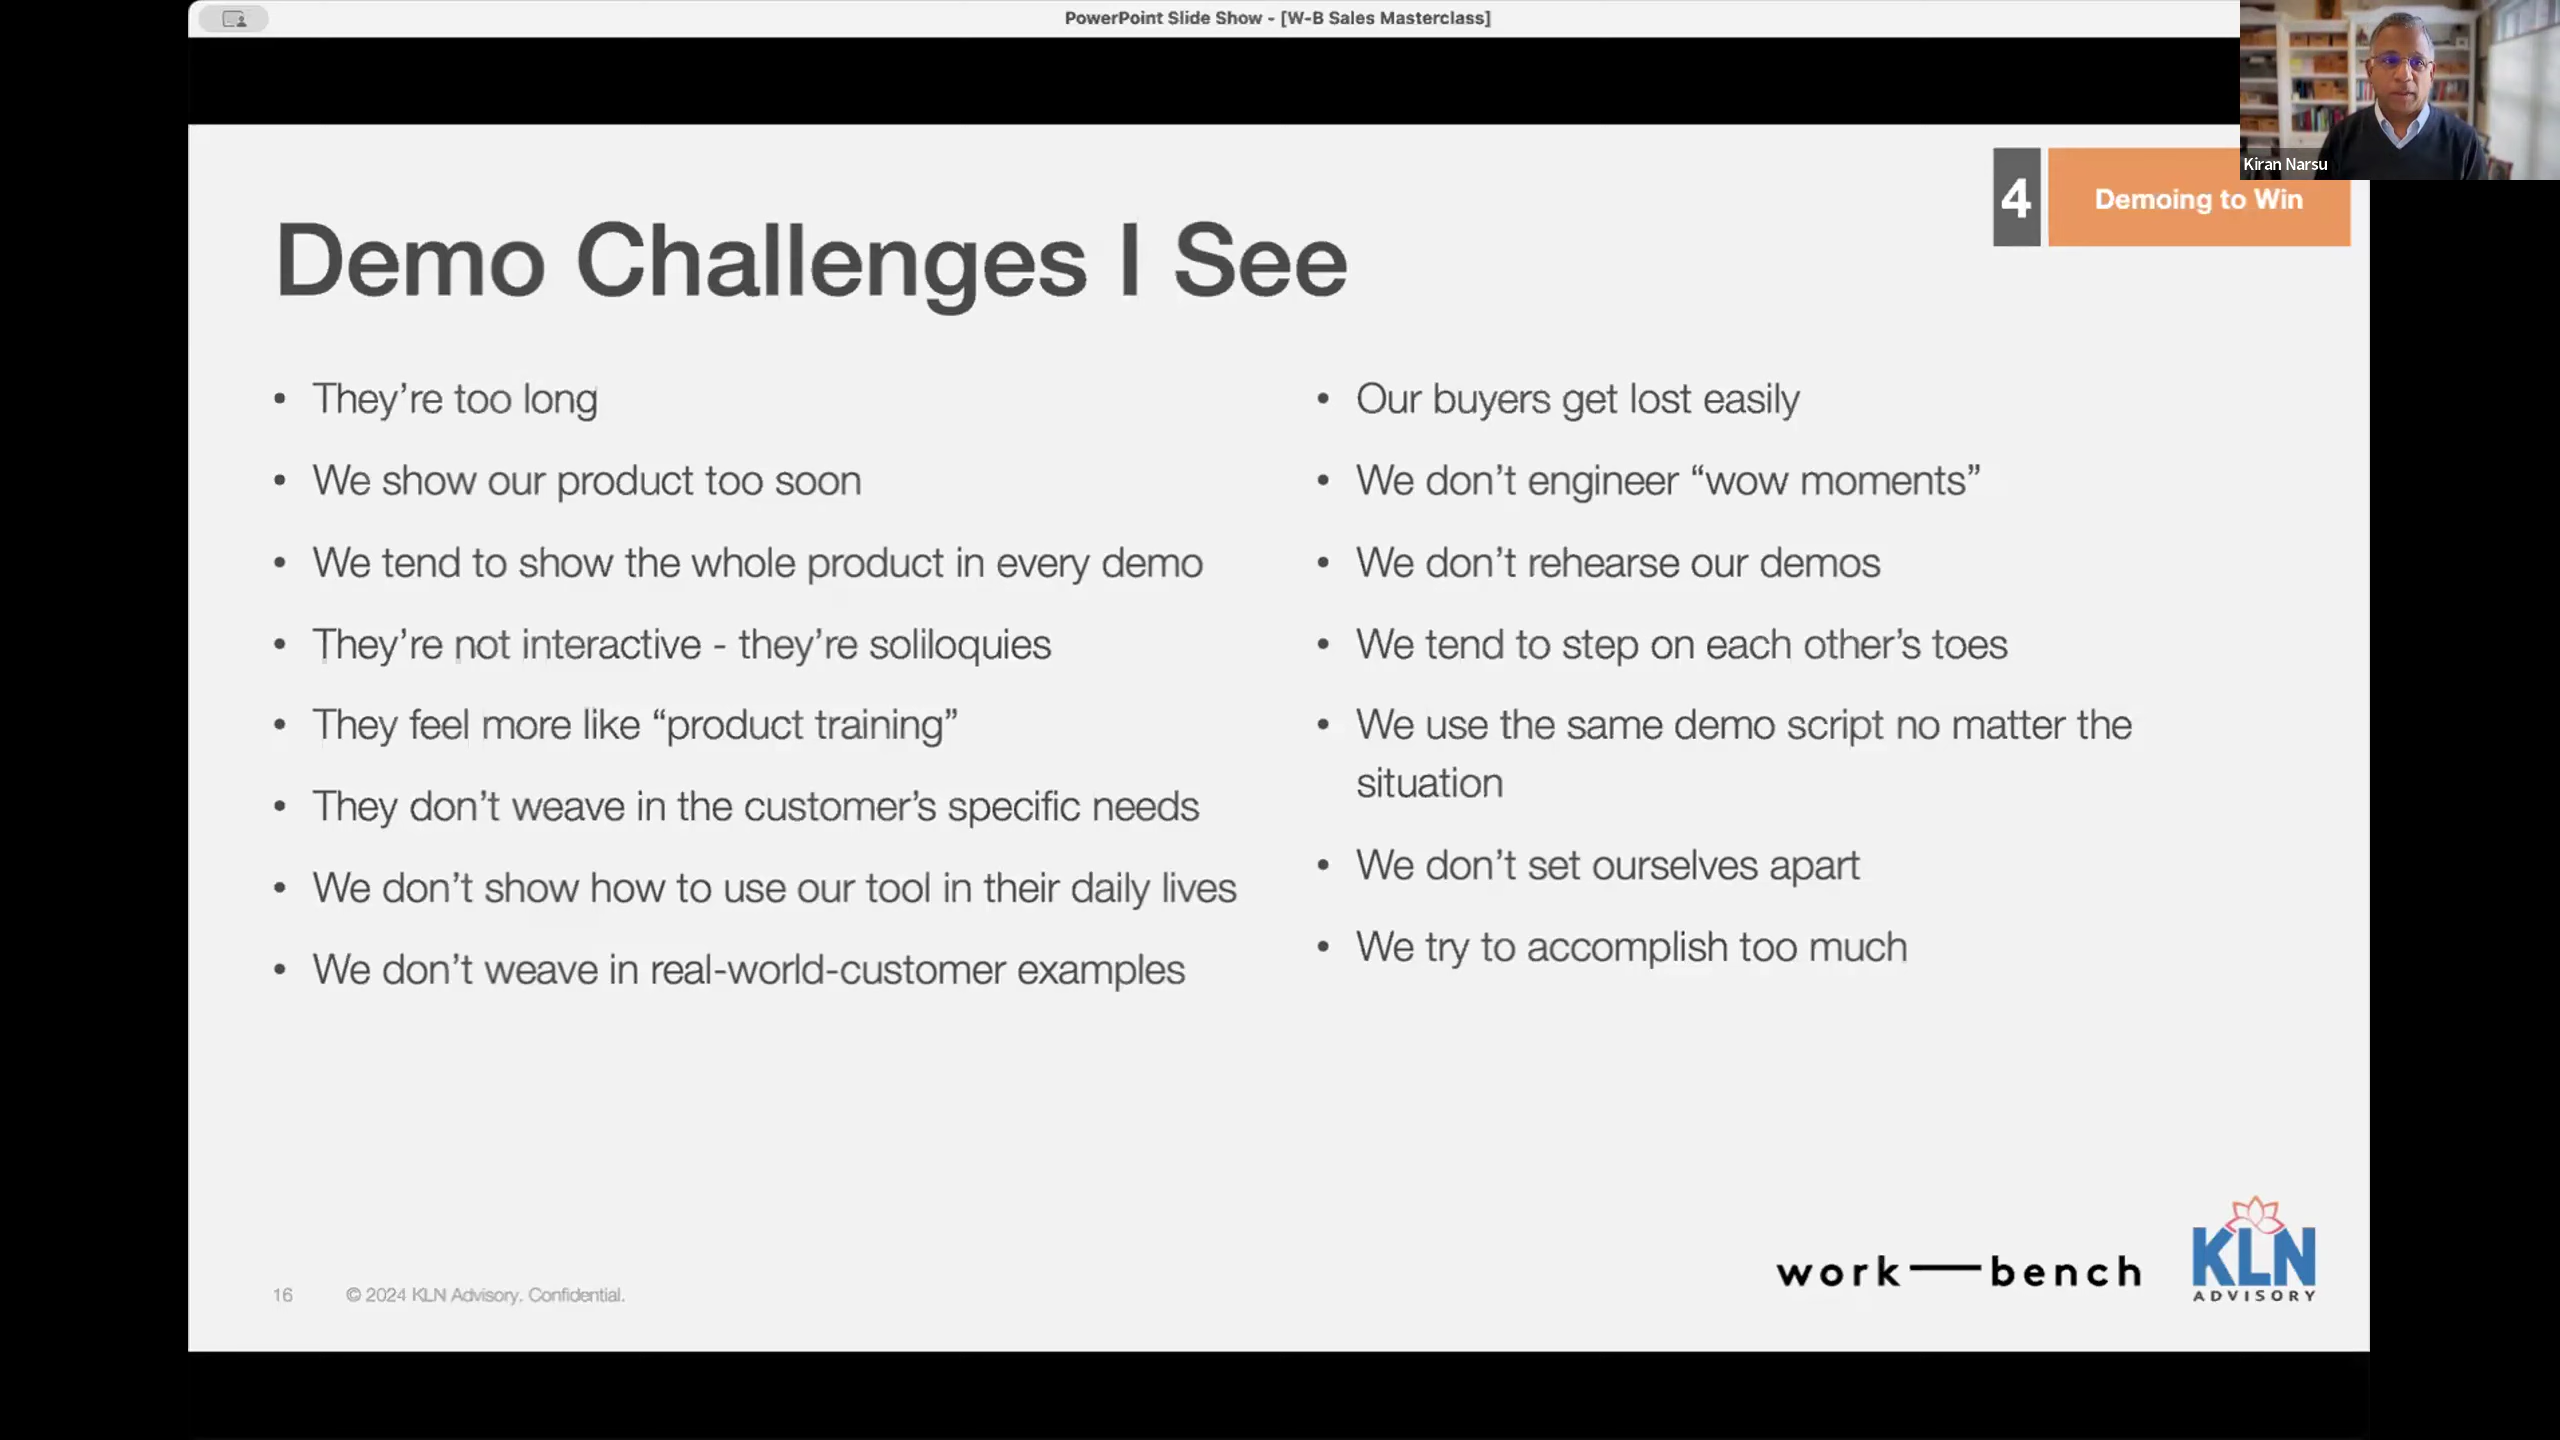 PowerPoint Slide Show - [W-B Sales Masterclass]
Kiran Narsu
4
Demoing to Win
Demo Challenges I See
• They’re too long
• We show our product too soon
• We tend to show the whole product in every demo
• They’re not interactive - they’re soliloquies
• They feel more like “product training”
• They don’t weave in the customer’s specific needs
• We don’t show how to use our tool in their daily lives
• We don’t weave in real-world-customer examples
• Our buyers get lost easily
• We don’t engineer “wow moments”
• We don’t rehearse our demos
• We tend to step on each other’s toes
• We use the same demo script no matter the
situation
• We don’t set ourselves apart
• We try to accomplish too much
16
© 2024 KLN Advisory. Confidential.
work—bench
KLN
ADVISORY